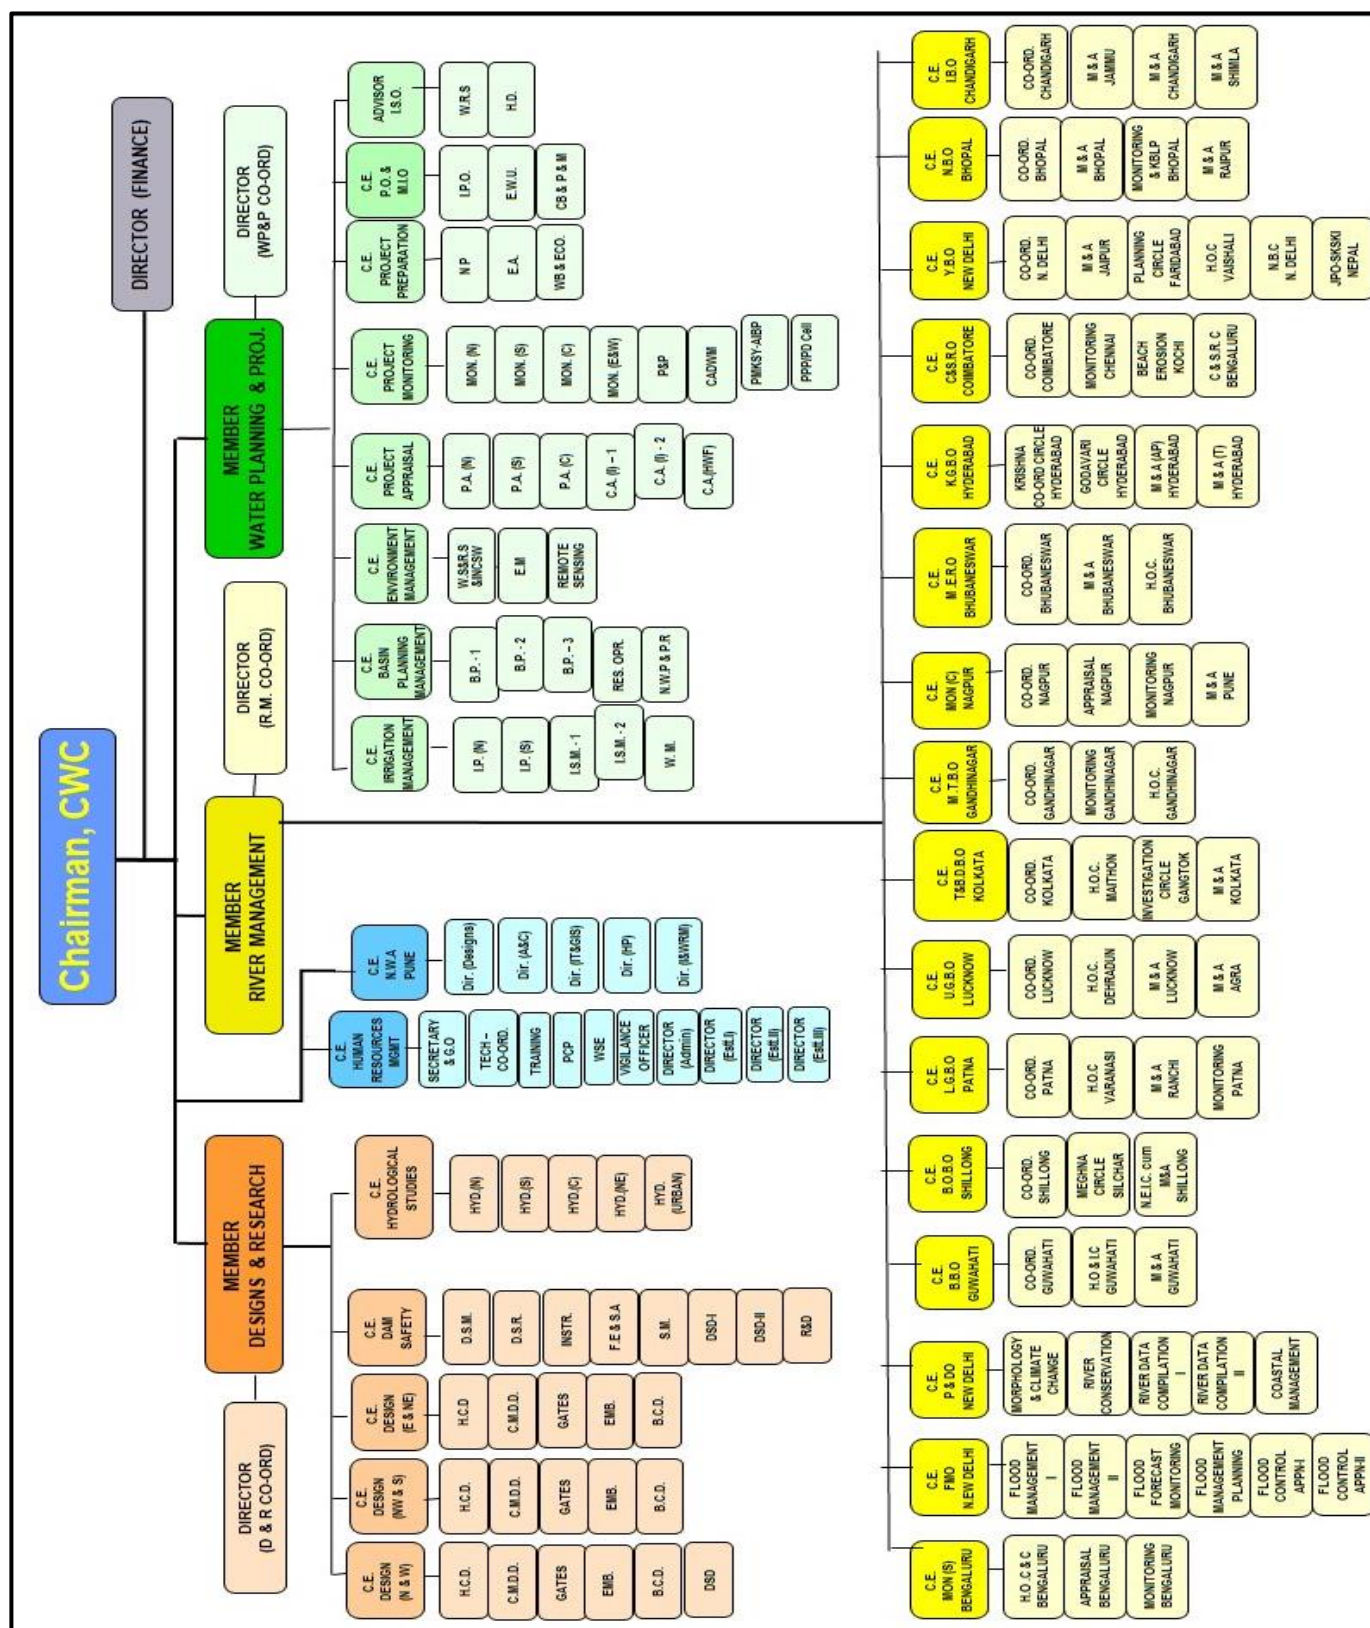 Chairman, CWC
DIRECTOR (FINANCE)
DIRECTOR
(D & R CO-ORD)
MEMBER
DESIGNS & RESEARCH
MEMBER
RIVER MANAGEMENT
DIRECTOR
(R.M. CO-ORD)
MEMBER
WATER PLANNING & PROJ.
DIRECTOR
(WP&P CO-ORD)
C.E.
DESIGN
(N & W)
H.C.D.
C.M.D.D.
GATES
EMB.
B.C.D.
DSD
C.E.
DESIGN
(NW & S)
H.C.D.
C.M.D.D.
GATES
EMB.
B.C.D.
C.E.
DESIGN
(E & NE)
H.C.D
C.M.D.D.
GATES
EMB.
B.C.D.
C.E.
DAM
SAFETY
D.S.M.
D.S.R.
INSTR.
F.E & S.A
S.M.
DSD-I
DSD-II
R&D
C.E.
HYDROLOGICAL
STUDIES
HYD.(N)
HYD.(S)
HYD.(C)
HYD.(NE)
HYD.
(URBAN)
C.E.
HUMAN
RESOURCES
MGMT
SECRETARY
& G.O
TECH –
CO-ORD.
TRAINING
PCP
WSE
VIGILANCE
OFFICER
DIRECTOR
(Admin)
DIRECTOR
(Estt.I)
DIRECTOR
(Estt.II)
DIRECTOR
(Estt.III)
C.E.
N.W.A
PUNE
Dir. (Designs)
Dir. (A&C)
Dir. (IT&GIS)
Dir. (HP)
Dir. (I&WRM)
C.E.
IRRIGATION
MANAGEMENT
I.P. (N)
I.P. (S)
I.S.M. - 1
I.S.M. - 2
W. M.
C.E.
BASIN
PLANNING
MANAGEMENT
B.P. - 1
B.P. - 2
B.P. – 3
RES. OPR.
N.W.P & P.R
C.E.
ENVIRONMENT
MANAGEMENT
W.S&R.S
&INCSW
E.M
REMOTE
SENSING
C.E.
PROJECT
APPRAISAL
P.A. (N)
P.A. (S)
P.A. (C)
C.A. (I) – 1
C.A. (I) - 2
C.A.(HWF)
C.E.
PROJECT
MONITORING
MON. (N)
MON. (S)
MON. (C)
MON. (E&W)
P&P
CADWM
PMKSY-AIBP
PPP/PD Cell
C.E.
PROJECT
PREPARATION
N P
E.A.
WB & ECO.
C.E.
P.O. &
M.I.O
I.P.O.
E.W.U.
CB & P & M
ADVISOR
I.S.O.
W.R.S
H.D.
C.E.
MON (S)
BENGALURU
H.O .C & C
BENGALURU
APPRAISAL
BENGALURU
MONITORING
BENGALURU
C.E.
FMO
N.EW DELHI
FLOOD
MANAGEMENT
I
FLOOD
MANAGEMENT
II
FLOOD
FORECAST
MONITORING
FLOOD
MANAGEMENT
PLANNING
FLOOD
CONTROL
APPN-I
FLOOD
CONTROL
APPN-II
C.E.
P & DO
NEW DELHI
MORPHOLOGY
& CLIMATE
CHANGE
RIVER
CONSERVATION
RIVER DATA
COMPILATION
I
RIVER DATA
COMPILATION
II
COASTAL
MANAGEMENT
C.E.
B.B.O
GUWAHATI
CO-ORD.
GUWAHATI
H.O & I.C
GUWAHATI
M & A
GUWAHATI
C.E.
B.O.B.O
SHILLONG
CO-ORD.
SHILLONG
MEGHNA
CIRCLE
SILCHAR
N.E.I.C. cum
M&A
SHILLONG
C.E.
L.G.B.O
PATNA
CO-ORD.
PATNA
H.O.C
VARANASI
M & A
RANCHI
MONITORING
PATNA
C.E.
U.G.B.O
LUCKNOW
CO-ORD.
LUCKNOW
H.O.C.
DEHRADUN
M & A
LUCKNOW
M & A
AGRA
C.E.
T&B.D.B.O
KOLKATA
CO-ORD.
KOLKATA
H.O.C.
MAITHON
INVESTIGATION
CIRCLE
GANGTOK
M & A
KOLKATA
C.E.
M .T.B.O
GANDHINAGAR
CO-ORD.
GANDHINAGAR
MONITORING
GANDHINAGAR
H.O.C.
GANDHINAGAR
C.E.
MON (C)
NAGPUR
CO-ORD.
NAGPUR
APPRAISAL
NAGPUR
MONITORING
NAGPUR
M & A
PUNE
C.E.
M .E.R.O
BHUBANESWAR
CO-ORD.
BHUBANESWAR
M & A
BHUBANESWAR
H.O.C.
BHUBANESWAR
C.E.
K.G.B.O
HYDERABAD
KRISHNA
CO-ORD CIRCLE
HYDERABAD
GODAVARI
CIRCLE
HYDERABAD
M & A (AP)
HYDERABAD
M & A (T)
HYDERABAD
C.E.
C&S.R.O
COIMBATORE
CO-ORD.
COIMBATORE
MONITORING
CHENNAI
BEACH
EROSION
KOCHI
C & S.R. C
BENGALURU
C.E.
Y.B.O
NEW DELHI
CO-ORD.
N. DELHI
M & A
JAIPUR
PLANNING
CIRCLE
FARIDABAD
H.O.C
VAISHALI
N.B.C
N. DELHI
JPO-SKSKI
NEPAL
C.E.
N.B.O
BHOPAL
CO-ORD.
BHOPAL
M & A
BHOPAL
MONITORING
& KBLP
BHOPAL
M & A
RAIPUR
C.E.
I.B.O
CHANDIGARH
CO-ORD.
CHANDIGARH
M & A
JAMMU
M & A
CHANDIGARH
M & A
SHIMLA